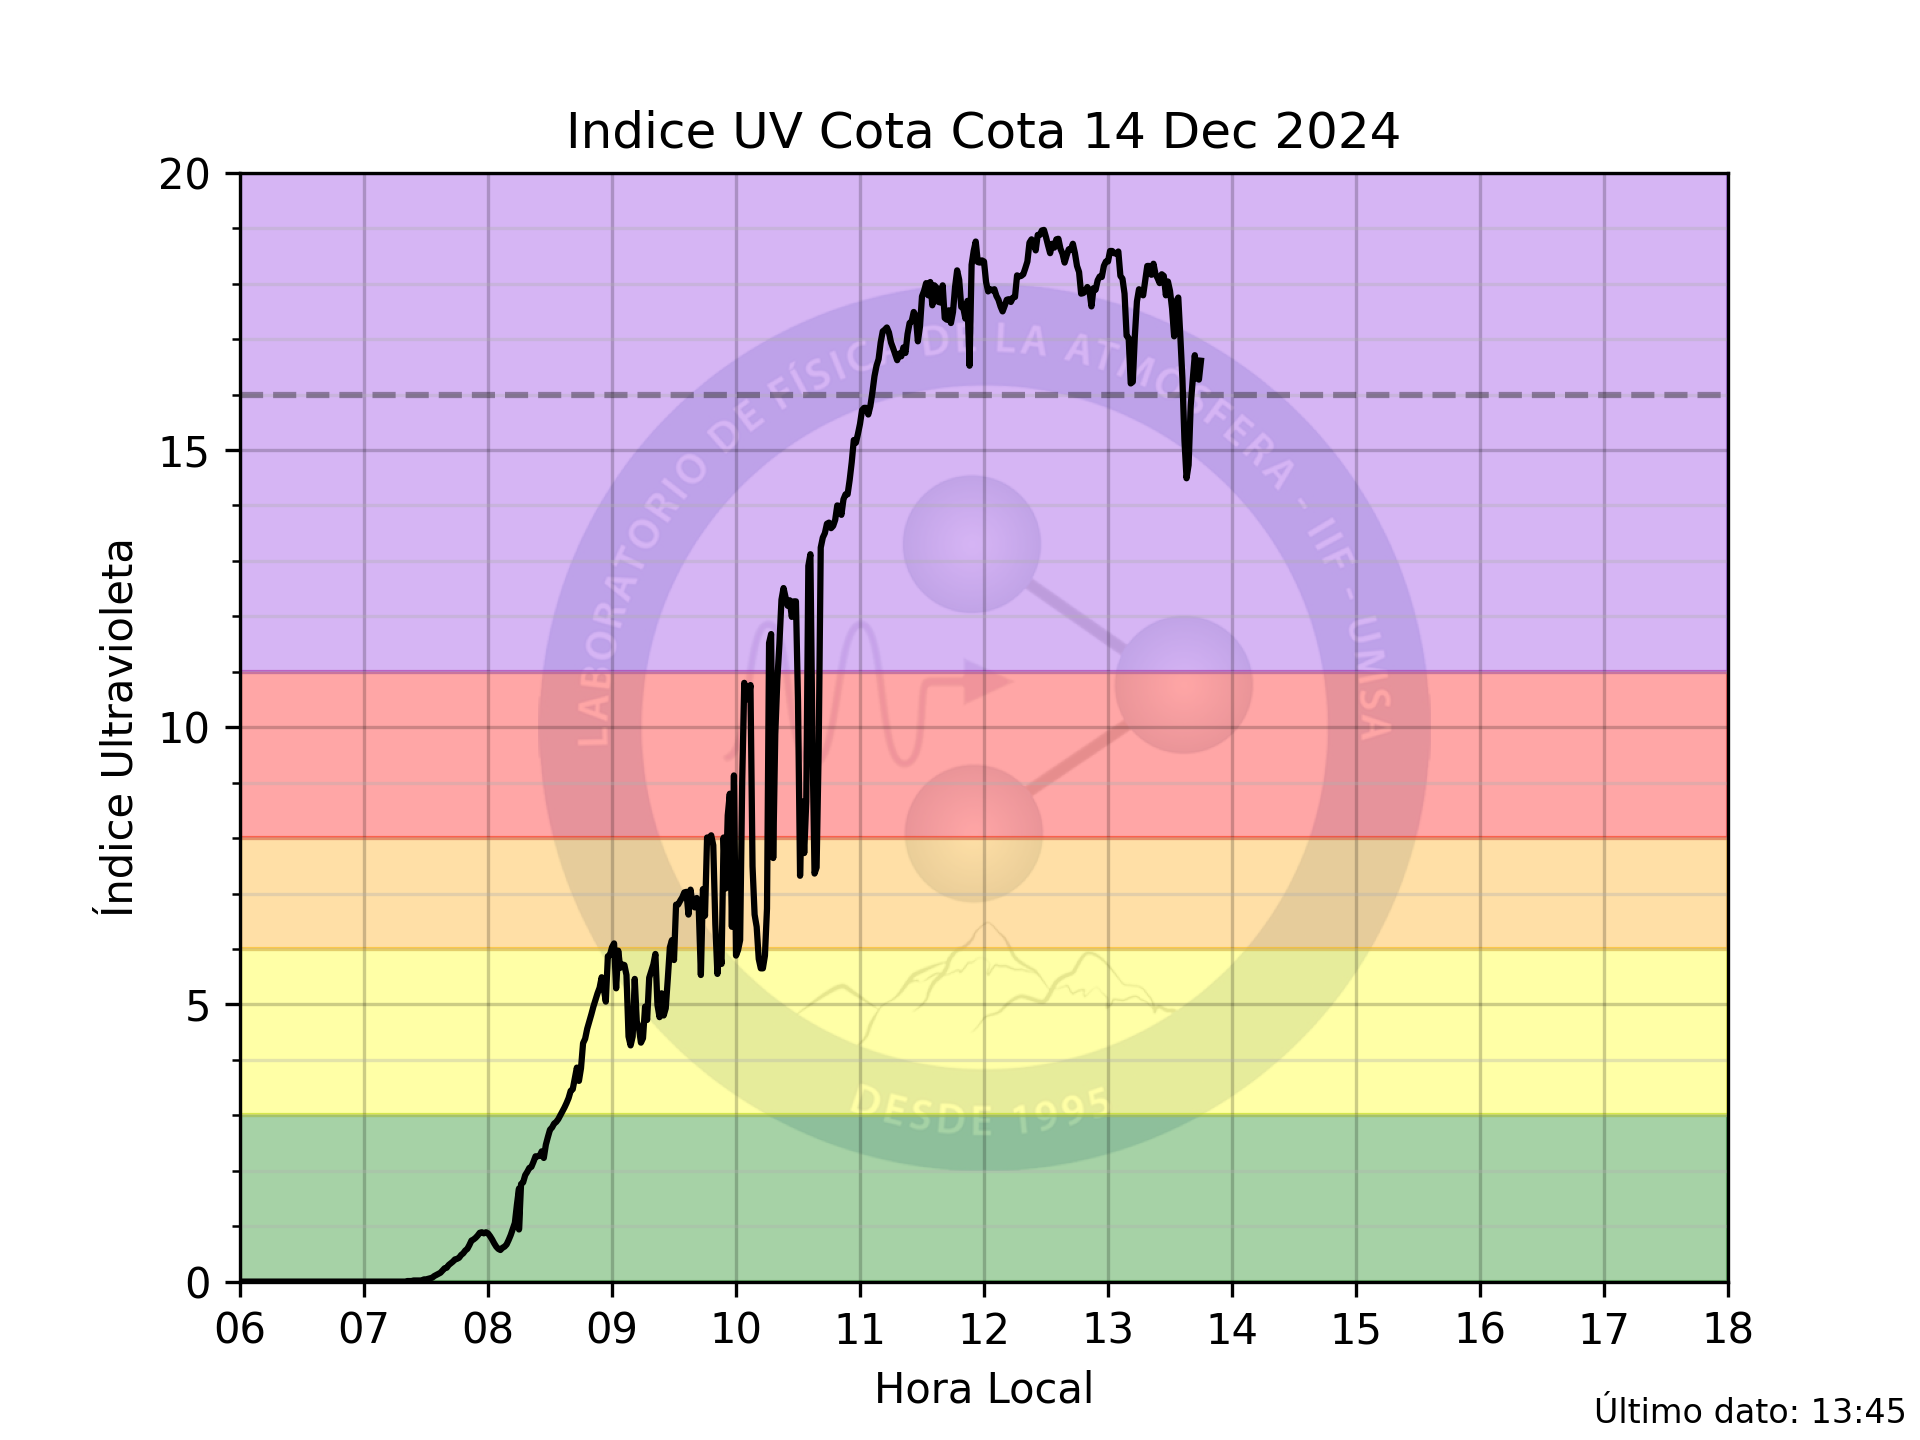 Indice UV Cota Cota 14 Dec 2024
20
15
10
5
0
Índice Ultravioleta
LABORATORIO DE FÍSICA DE LA ATMÓSFERA - IIF - UMSA
DESDE 1995
06 07 08 09 10 11 12 13 14 15 16 17 18
Hora Local
Último dato: 13:45